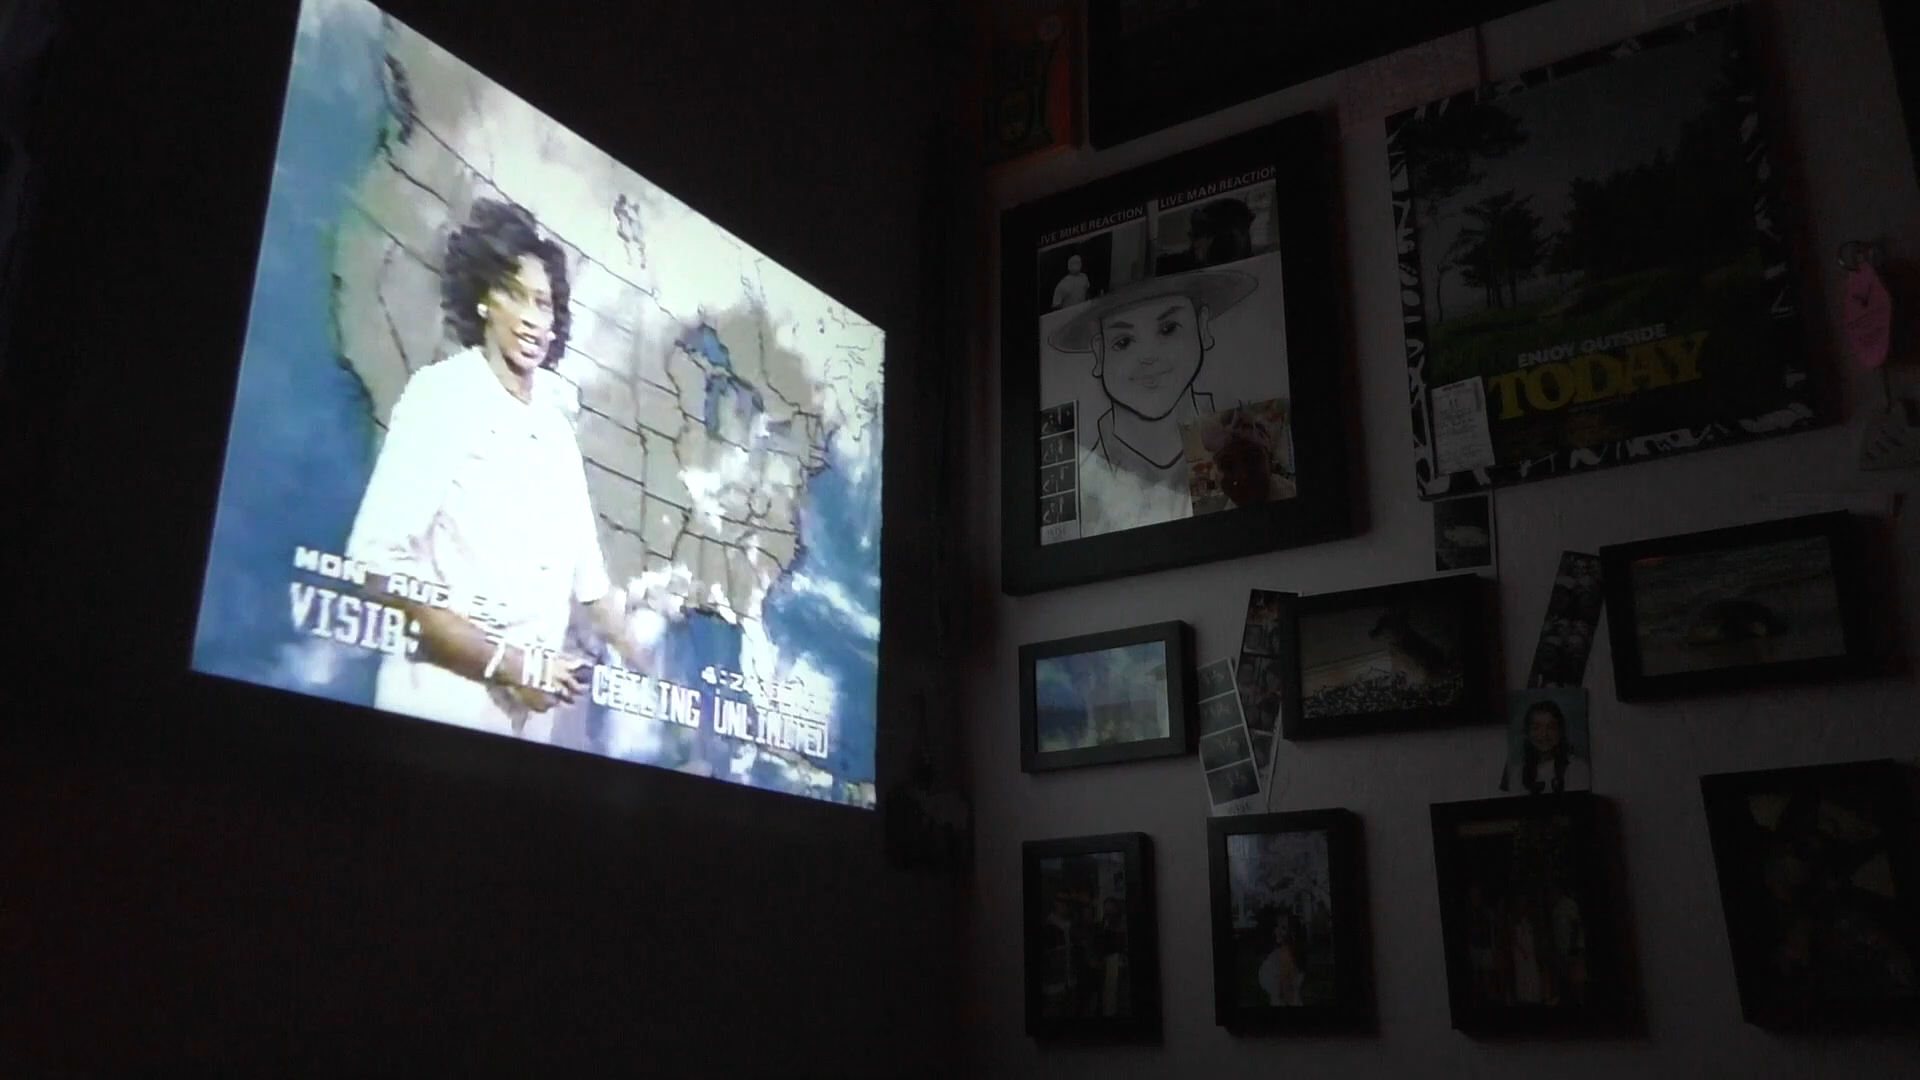 MON AUG
VISIB: 7 MI. CEILING UNLIMITED
LIVE MIKE REACTION
LIVE MAN REACTION
ENJOY OUTSIDE
TODAY